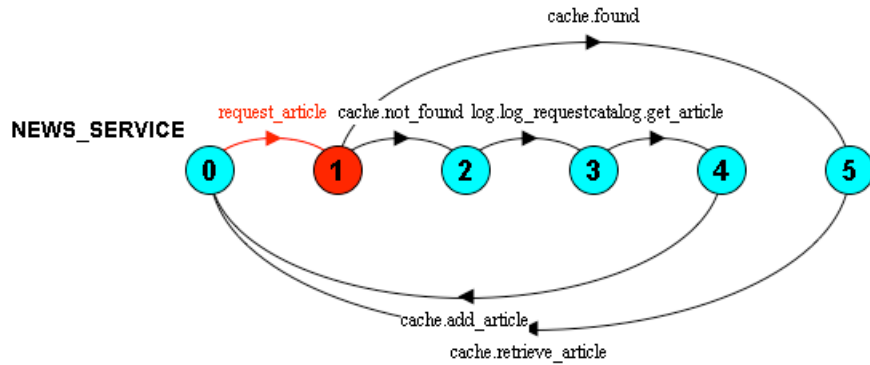 cache.found
request_article cache.not_found log.log_requestcatalog.get_article
NEWS_SERVICE
0 1 2 3 4 5
cache.add_article
cache.retrieve_article